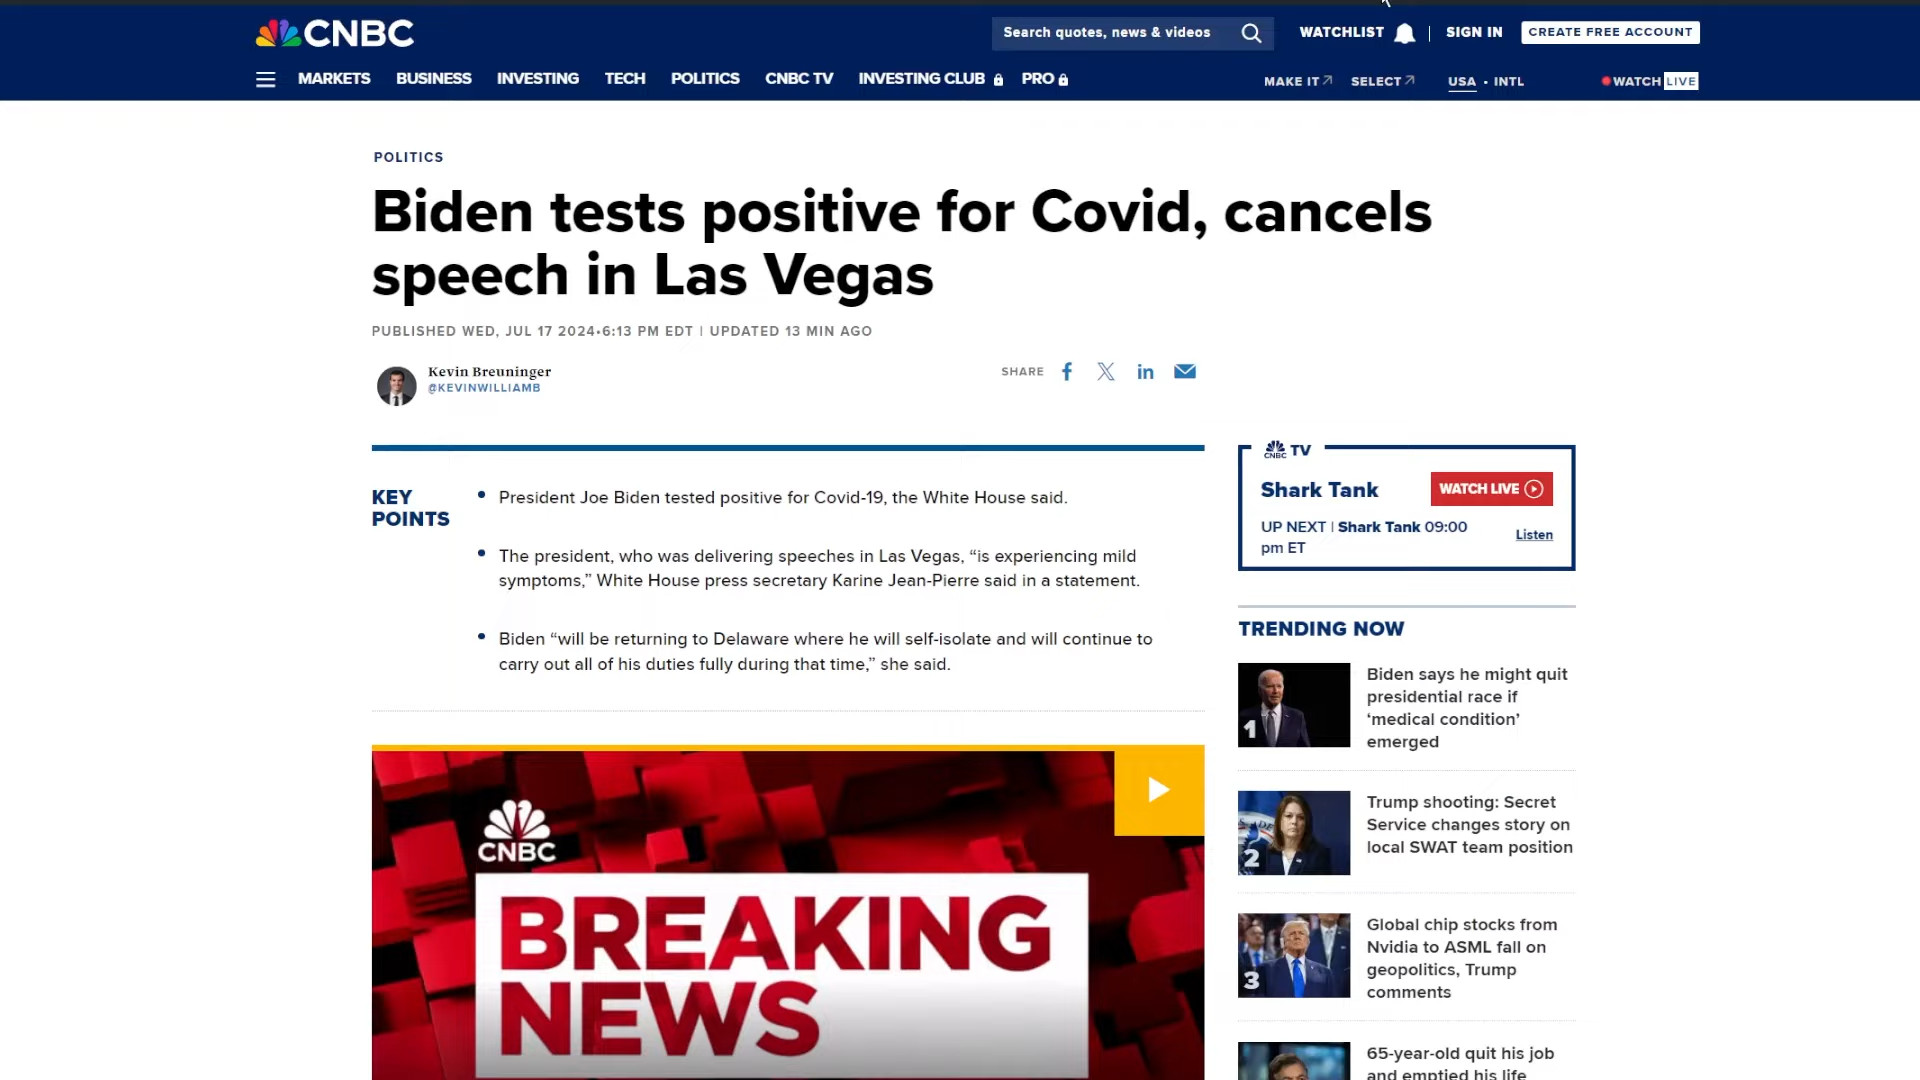 CNBC
Search quotes, news & videos
WATCHLIST
SIGN IN
CREATE FREE ACCOUNT
MARKETS BUSINESS INVESTING TECH POLITICS CNBC TV INVESTING CLUB PRO
MAKE IT SELECT USA • INTL WATCH LIVE
POLITICS
Biden tests positive for Covid, cancels
speech in Las Vegas
PUBLISHED WED, JUL 17 2024•6:13 PM EDT | UPDATED 13 MIN AGO
Kevin Breuninger
@KEVINWILLIAMB
SHARE
KEY
POINTS
• President Joe Biden tested positive for Covid-19, the White House said.
• The president, who was delivering speeches in Las Vegas, “is experiencing mild
symptoms,” White House press secretary Karine Jean-Pierre said in a statement.
• Biden “will be returning to Delaware where he will self-isolate and will continue to
carry out all of his duties fully during that time,” she said.
CNBC
BREAKING
NEWS
CNBC TV
Shark Tank
WATCH LIVE
UP NEXT | Shark Tank 09:00
pm ET
Listen
TRENDING NOW
1
Biden says he might quit
presidential race if
‘medical condition’
emerged
2
Trump shooting: Secret
Service changes story on
local SWAT team position
3
Global chip stocks from
Nvidia to ASML fall on
geopolitics, Trump
comments
65-year-old quit his job
and emptied his life